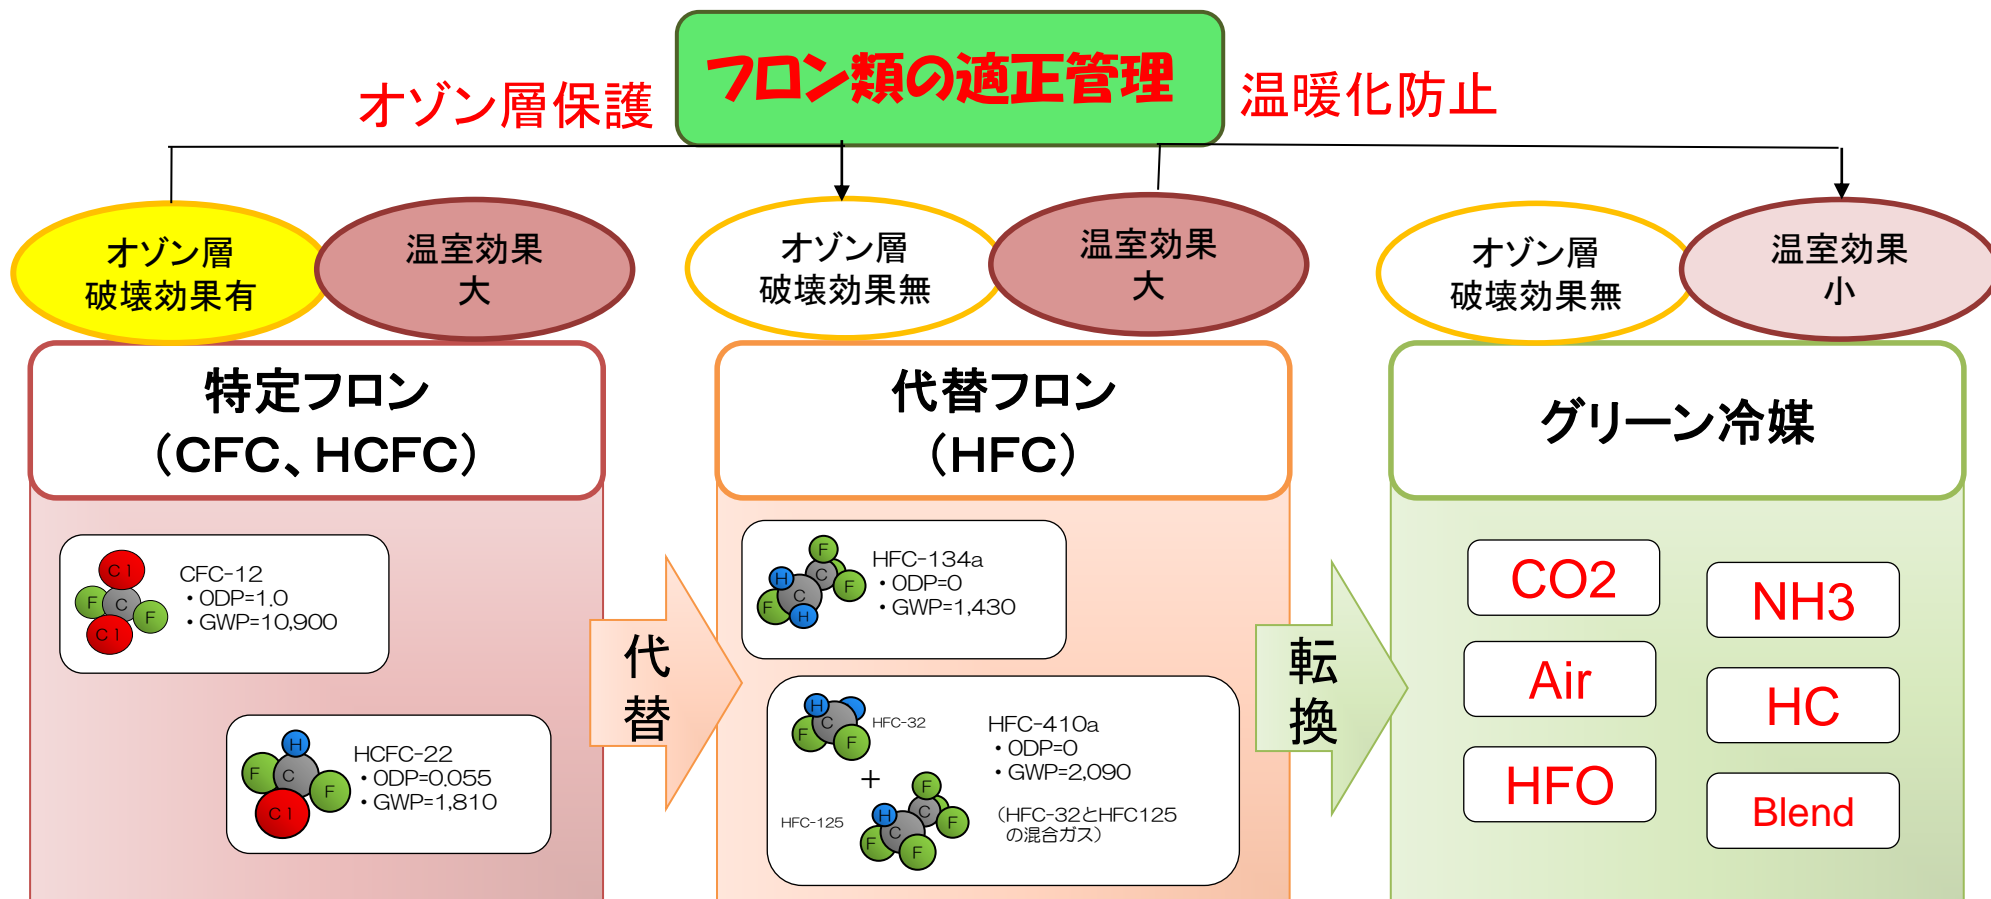 フロン類の適正管理
オゾン層保護
温暖化防止
オゾン層
破壊効果有
温室効果
大
オゾン層
破壊効果無
温室効果
大
オゾン層
破壊効果無
温室効果
小
特定フロン
（CFC、HCFC）
代替フロン
（HFC）
グリーン冷媒
Cl
F
C
F
Cl
CFC-12
・ODP=1.0
・GWP=10,900
H
F
C
F
Cl
HCFC-22
・ODP=0.055
・GWP=1,810
代
替
F
H
C
F
C
F
H
HFC-134a
・ODP=0
・GWP=1,430
H
C
F
F
HFC-32
+
HFC-125
F
H
C
F
C
F
F
HFC-410a
・ODP=0
・GWP=2,090
（HFC-32とHFC125
の混合ガス）
転
換
CO2
NH3
Air
HC
HFO
Blend